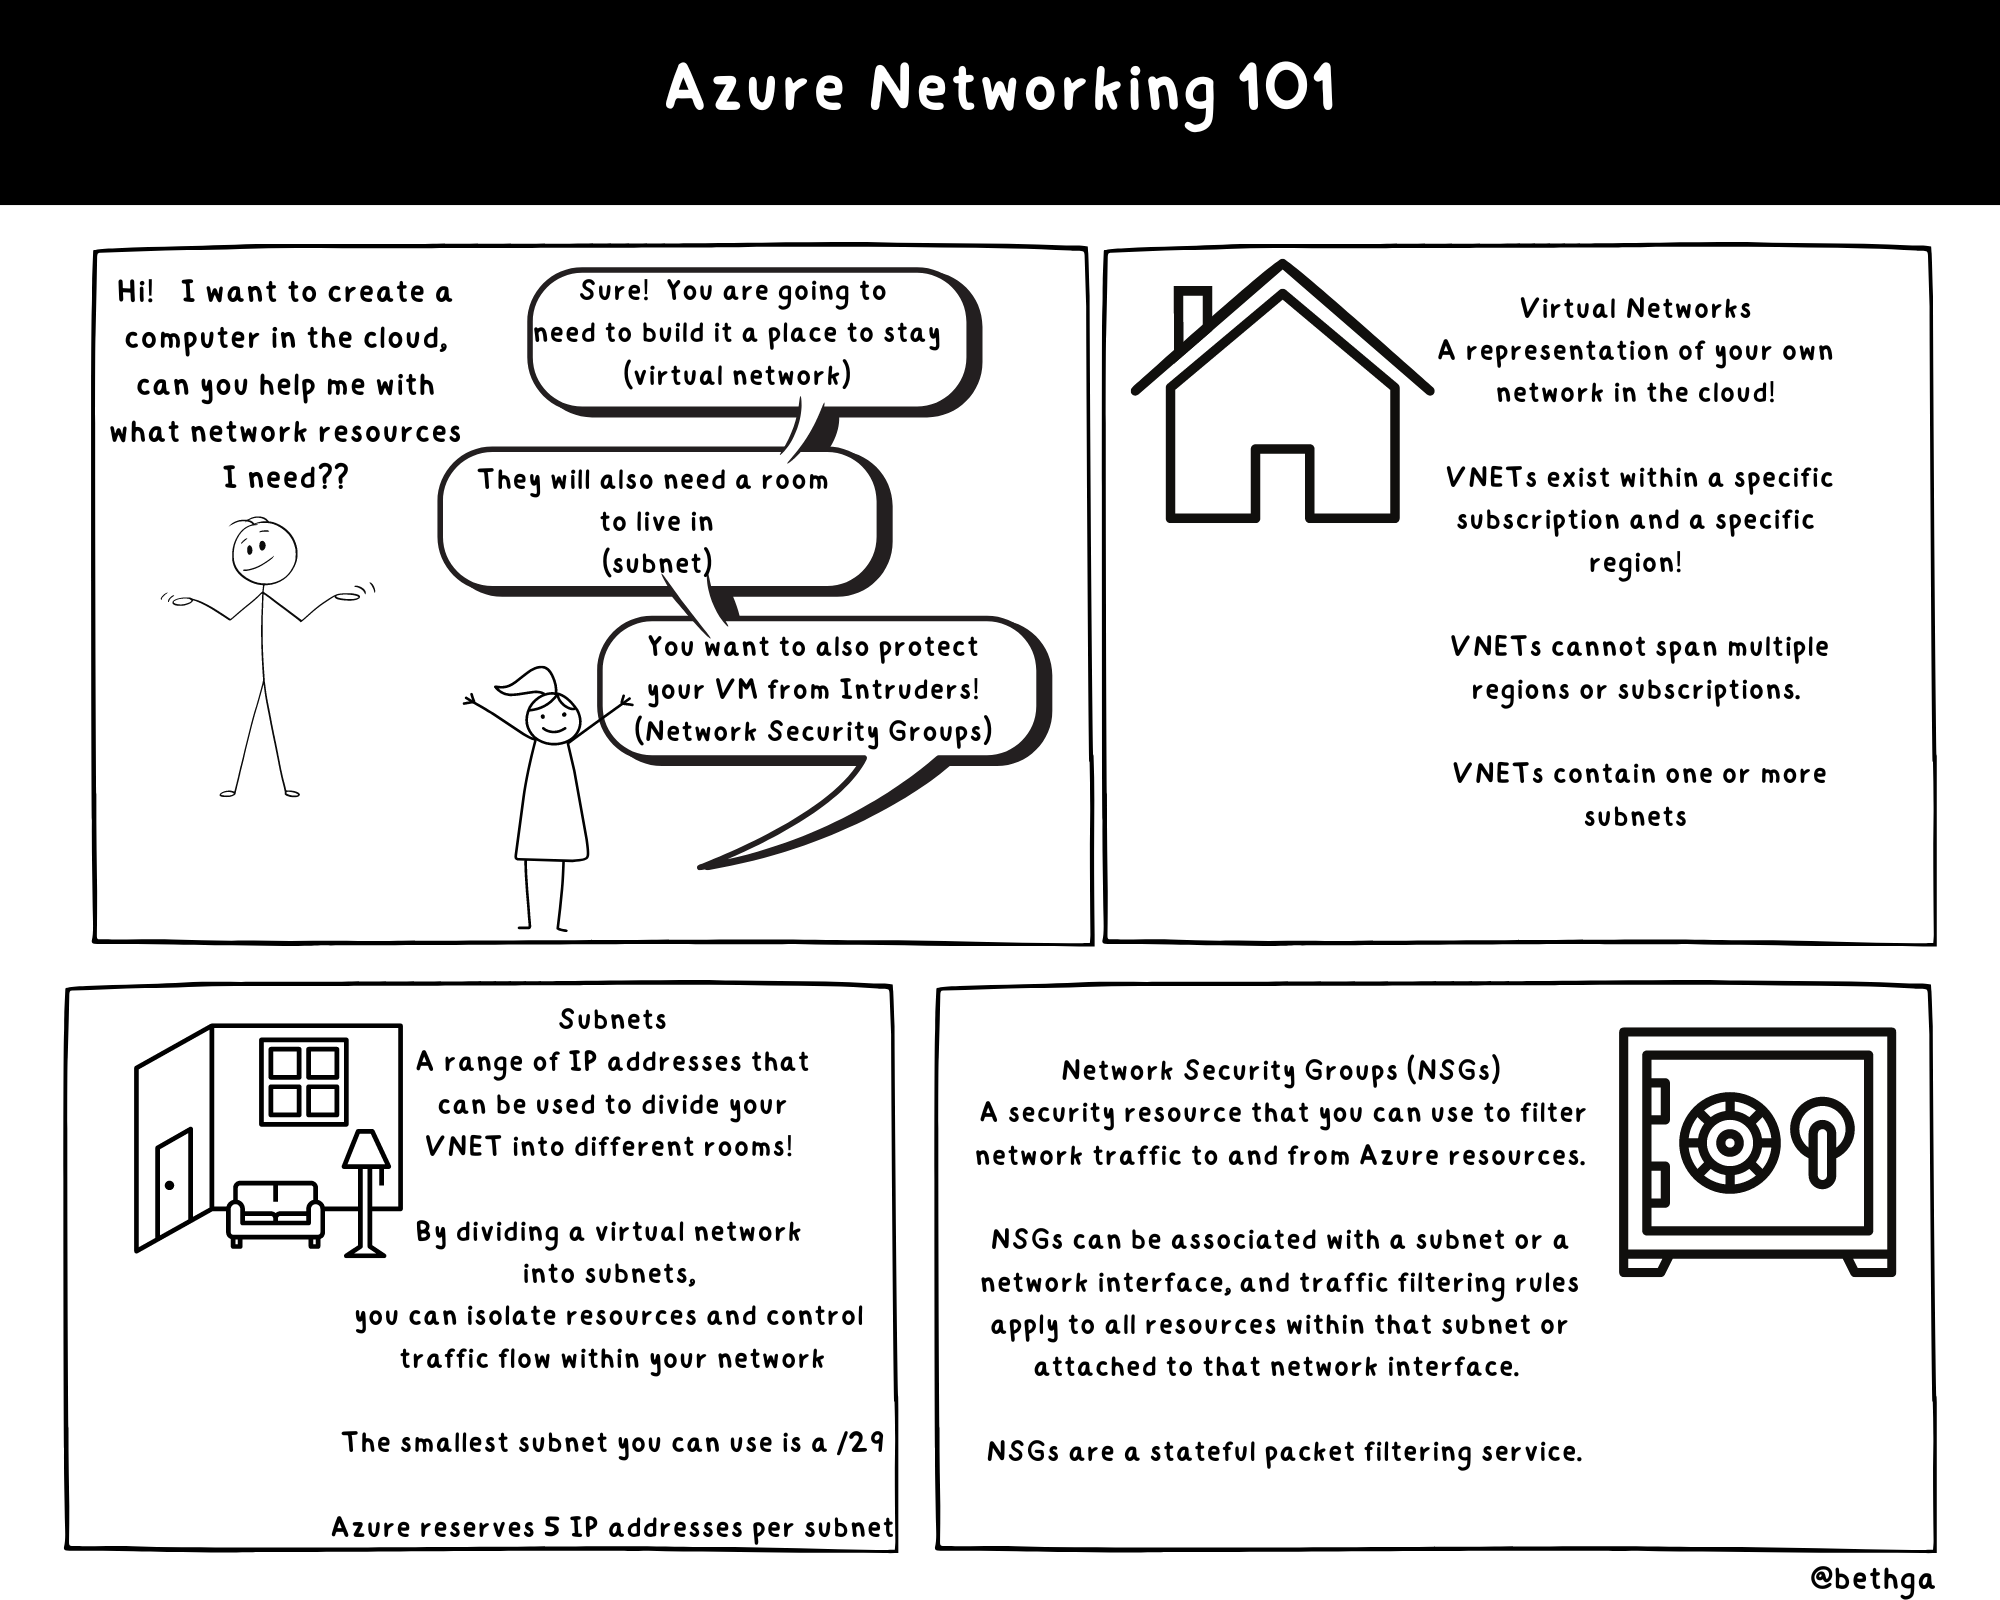 Azure Networking 101
Hi! I want to create a
computer in the cloud,
can you help me with
what network resources
I need??
Sure! You are going to
need to build it a place to stay
(virtual network)
They will also need a room
to live in
(subnet)
You want to also protect
your VM from Intruders!
(Network Security Groups)
Virtual Networks
A representation of your own
network in the cloud!
VNETs exist within a specific
subscription and a specific
region!
VNETs cannot span multiple
regions or subscriptions.
VNETs contain one or more
subnets
Subnets
A range of IP addresses that
can be used to divide your
VNET into different rooms!
By dividing a virtual network
into subnets,
you can isolate resources and control
traffic flow within your network
The smallest subnet you can use is a /29
Azure reserves 5 IP addresses per subnet
Network Security Groups (NSGs)
A security resource that you can use to filter
network traffic to and from Azure resources.
NSGs can be associated with a subnet or a
network interface, and traffic filtering rules
apply to all resources within that subnet or
attached to that network interface.
NSGs are a stateful packet filtering service.
@bethga